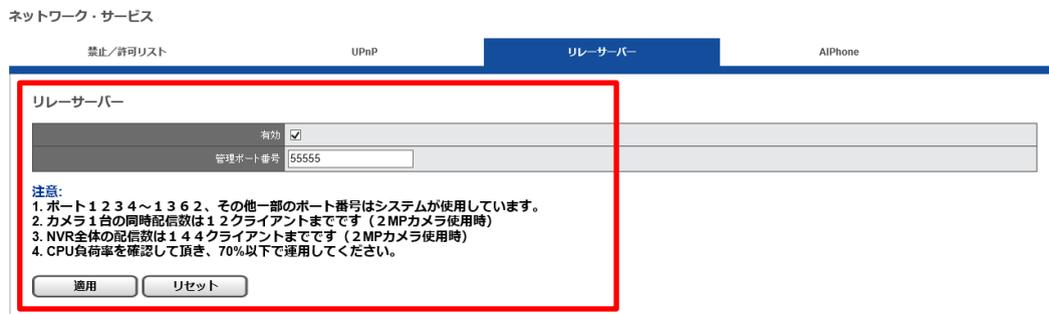 ネットワーク・サービス
禁止／許可リスト
UPnP
リレーサーバー
AIPhone
リレーサーバー
有効
管理ポート番号 55555
注意:
1. ポート１２３４～１３６２、その他一部のポート番号はシステムが使用しています。
2. カメラ１台の同時配信数は１２クライアントまでです（２MPカメラ使用時）
3. NVR全体の配信数は１４４クライアントまでです（２MPカメラ使用時）
4. CPU負荷率を確認して頂き、70%以下で運用してください。
適用 リセット